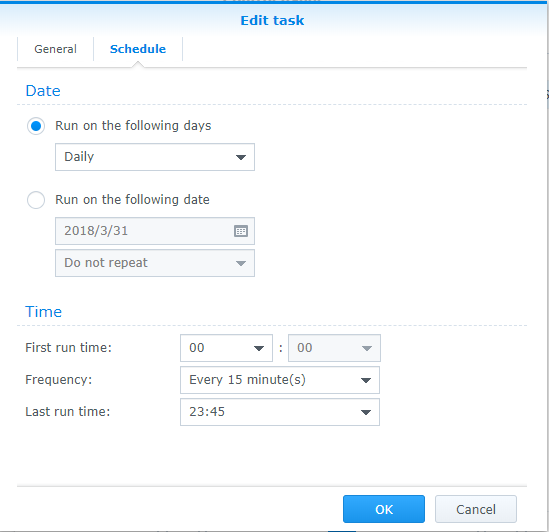 Edit task
General Schedule
Date
Run on the following days
Daily
Run on the following date
2018/3/31
Do not repeat
Time
First run time: 00 : 00
Frequency: Every 15 minute(s)
Last run time: 23:45
OK Cancel